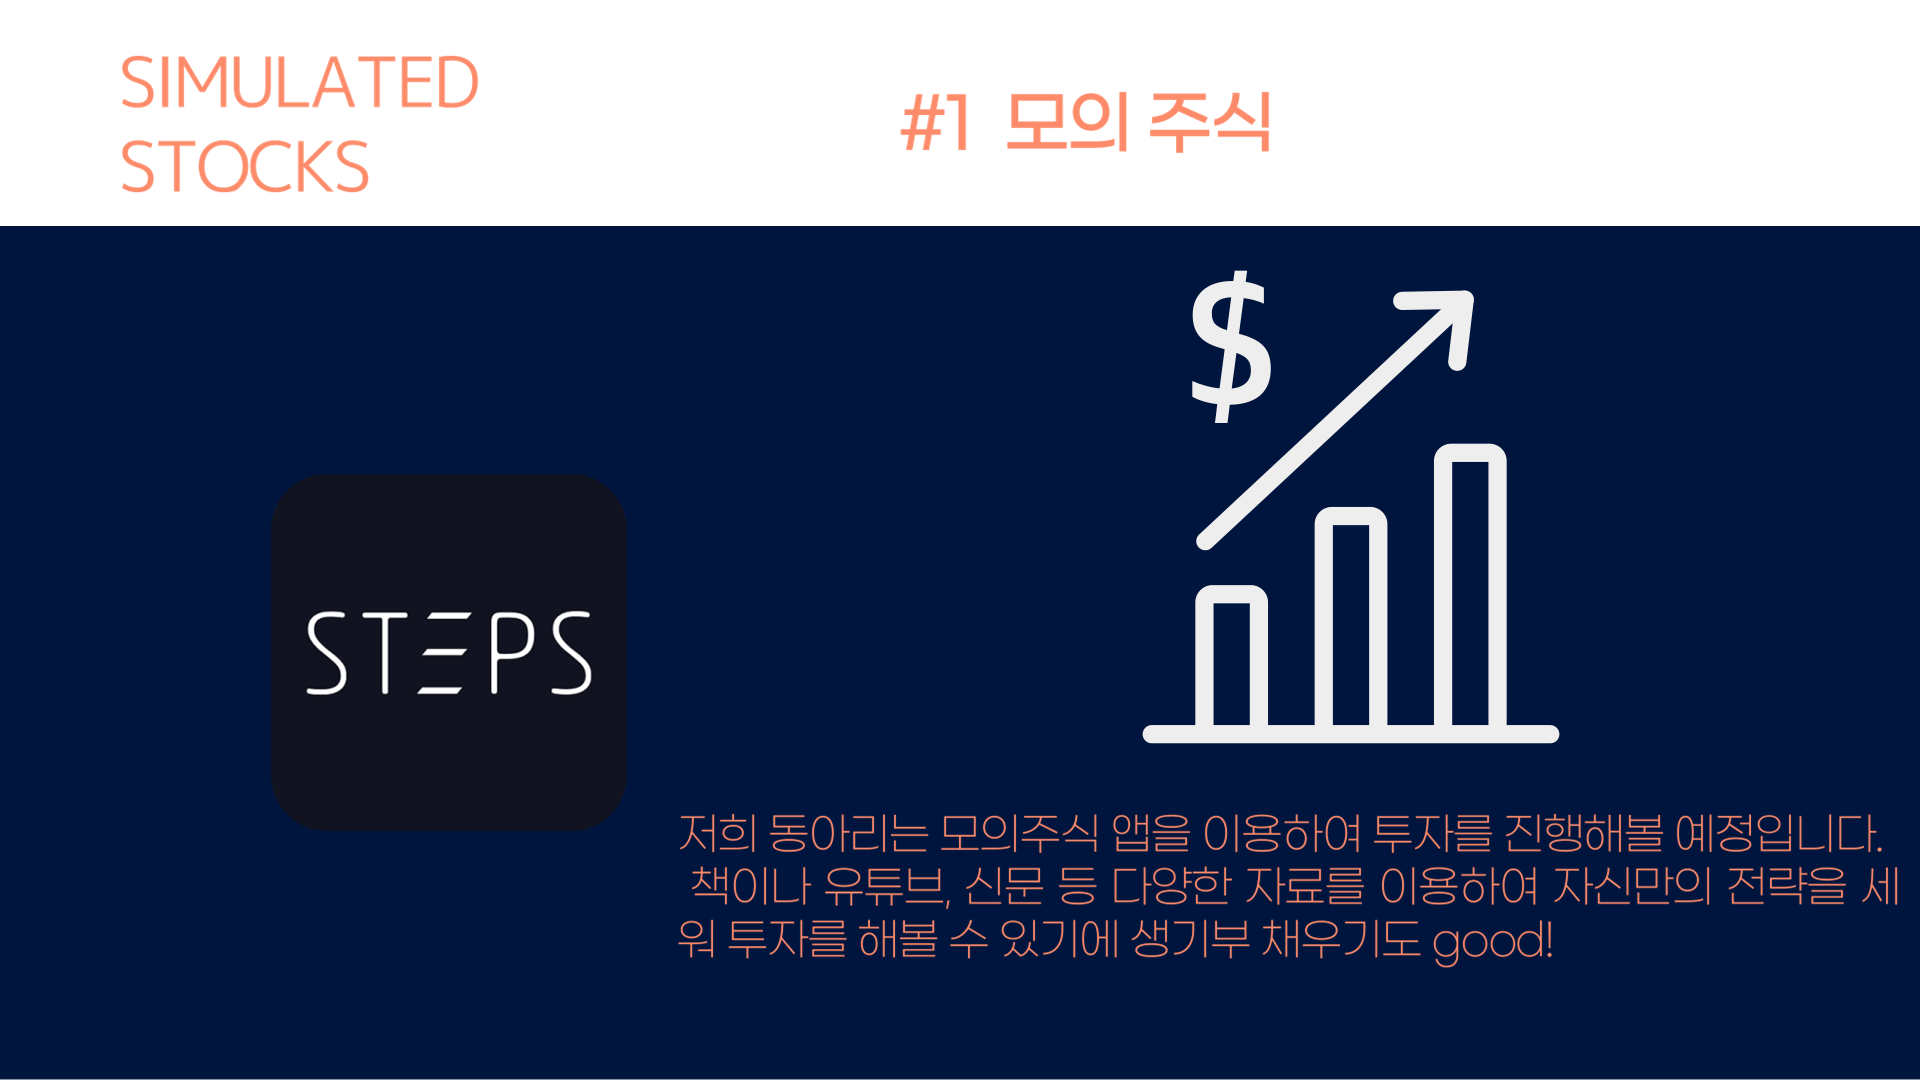 SIMULATED
STOCKS
#1 모의 주식
$
STEPS
저희 동아리는 모의주식 앱을 이용하여 투자를 진행해볼 예정입니다.
책이나 유튜브, 신문 등 다양한 자료를 이용하여 자신만의 전략을 세
워 투자를 해볼 수 있기에 생기부 채우기도 good!